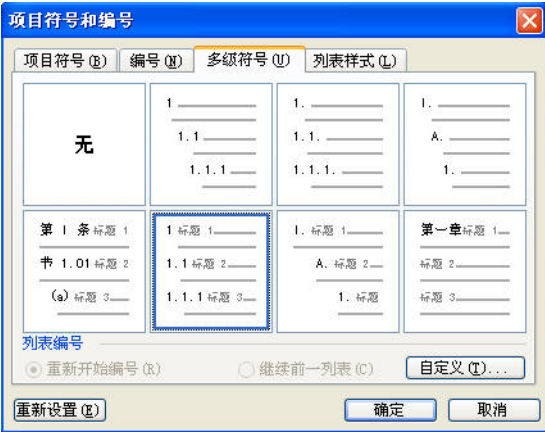 项目符号和编号
项目符号(B) 编号(N) 多级符号(U) 列表样式(L)
无
1
1.1
1.1.1
1.
1.1.
1.1.1.
I.
A.
1.
第 I 条标题 1
节 1.01 标题 2
(a) 标题 3
1 标题 1
1.1 标题 2
1.1.1 标题 3
I. 标题 1
A. 标题 2
1. 标题
第一章标题 1
标题 2
标题 3
列表编号
重新开始编号(R) 继续前一列表(C) 自定义(T)...
重新设置(E) 确定 取消